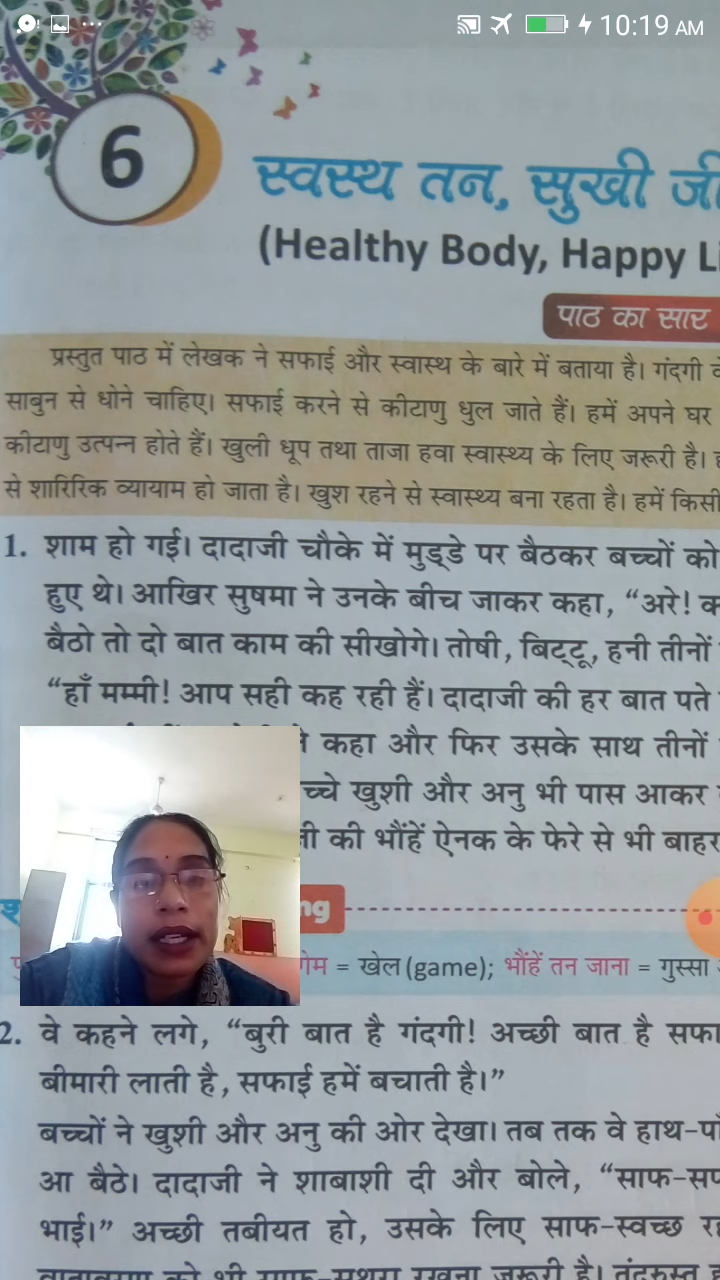 10:19 AM
6
स्वस्थ तन, सुखी
(Healthy Body, Happy
पाठ का सार
प्रस्तुत पाठ में लेखक ने सफाई और स्वास्थ के बारे में बताया है। गंदगी
साबुन से धोने चाहिए। सफाई करने से कीटाणु धुल जाते हैं। हमें अपने घर
कीटाणु उत्पन्न होते हैं। खुली धूप तथा ताजा हवा स्वास्थ्य के लिए जरूरी है।
से शारिरिक व्यायाम हो जाता है। खुश रहने से स्वास्थ्य बना रहता है। हमें किसी
1. शाम हो गई। दादाजी चौके में मुड्डे पर बैठकर बच्चों को
हुए थे। आखिर सुषमा ने उनके बीच जाकर कहा, “अरे!
बैठो तो दो बात काम की सीखोगे। तोषी, बिट्टू, हनी तीनों
“हाँ मम्मी! आप सही कह रही हैं। दादाजी की हर बात पते
कहा और फिर उसके साथ तीनों
खुशी और अनु भी पास आकर
की भौंहें ऐनक के फेरे से भी बाहर
= खेल (game); भौंहें तन जाना = गुस्सा
2. वे कहने लगे, “बुरी बात है गंदगी! अच्छी बात है
बीमारी लाती है, सफाई हमें बचाती है।”
बच्चों ने खुशी और अनु की ओर देखा। तब तक वे
आ बैठे। दादाजी ने शाबाशी दी और बोले,
भाई।” अच्छी तबीयत हो, उसके लिए साफ-स्वच्छ